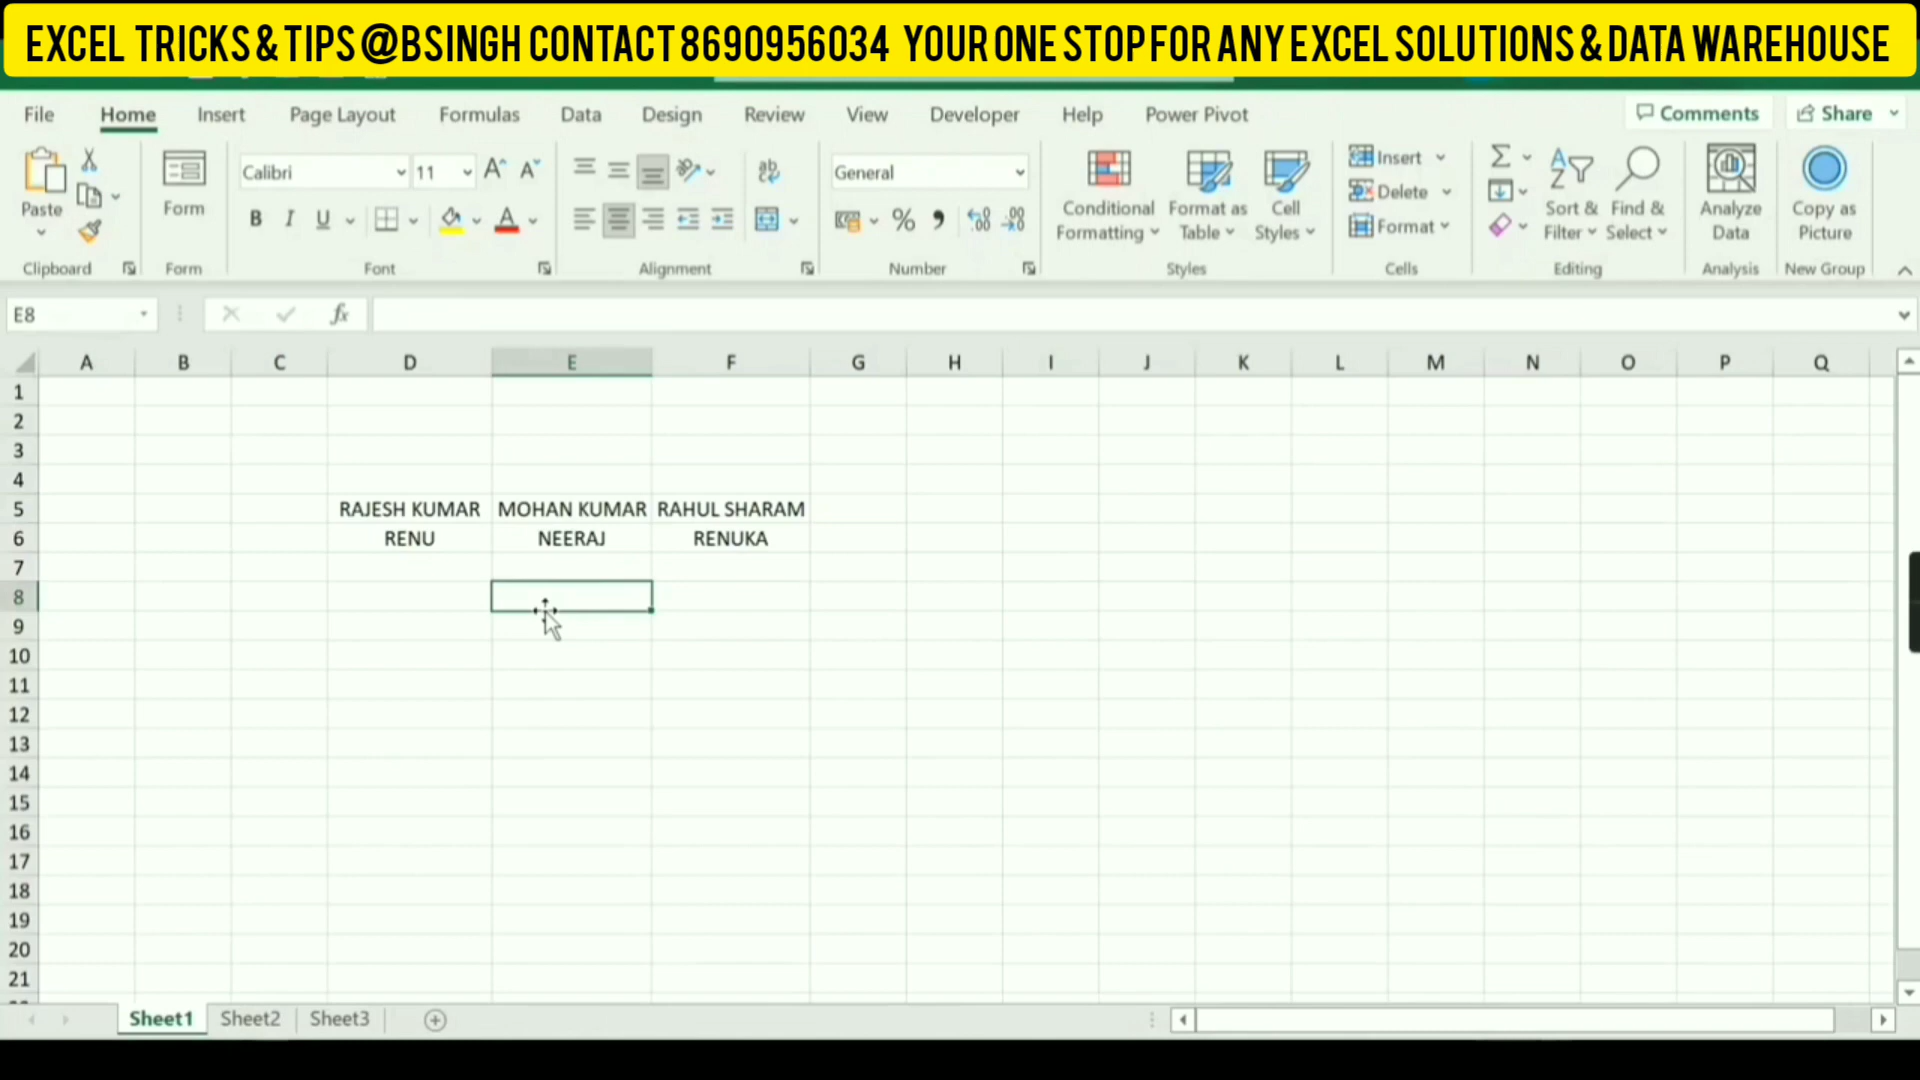 EXCEL TRICKS & TIPS @BSINGH CONTACT 8690956034 YOUR ONE STOP FOR ANY EXCEL SOLUTIONS & DATA WAREHOUSE
File Home Insert Page Layout Formulas Data Design Review View Developer Help Power Pivot Comments Share
Calibri 11 General Insert
Delete
Paste Form B I U % Conditional Formatting Format as Table Cell Styles Format Sort & Filter Find & Select Analyze Data Copy as Picture
Clipboard Form Font Alignment Number Styles Cells Editing Analysis New Group
E8 fx
A B C D E F G H I J K L M N O P Q
1
2
3
4
5 RAJESH KUMAR MOHAN KUMAR RAHUL SHARAM
6 RENU NEERAJ RENUKA
7
8
9
10
11
12
13
14
15
16
17
18
19
20
21
Sheet1 Sheet2 Sheet3